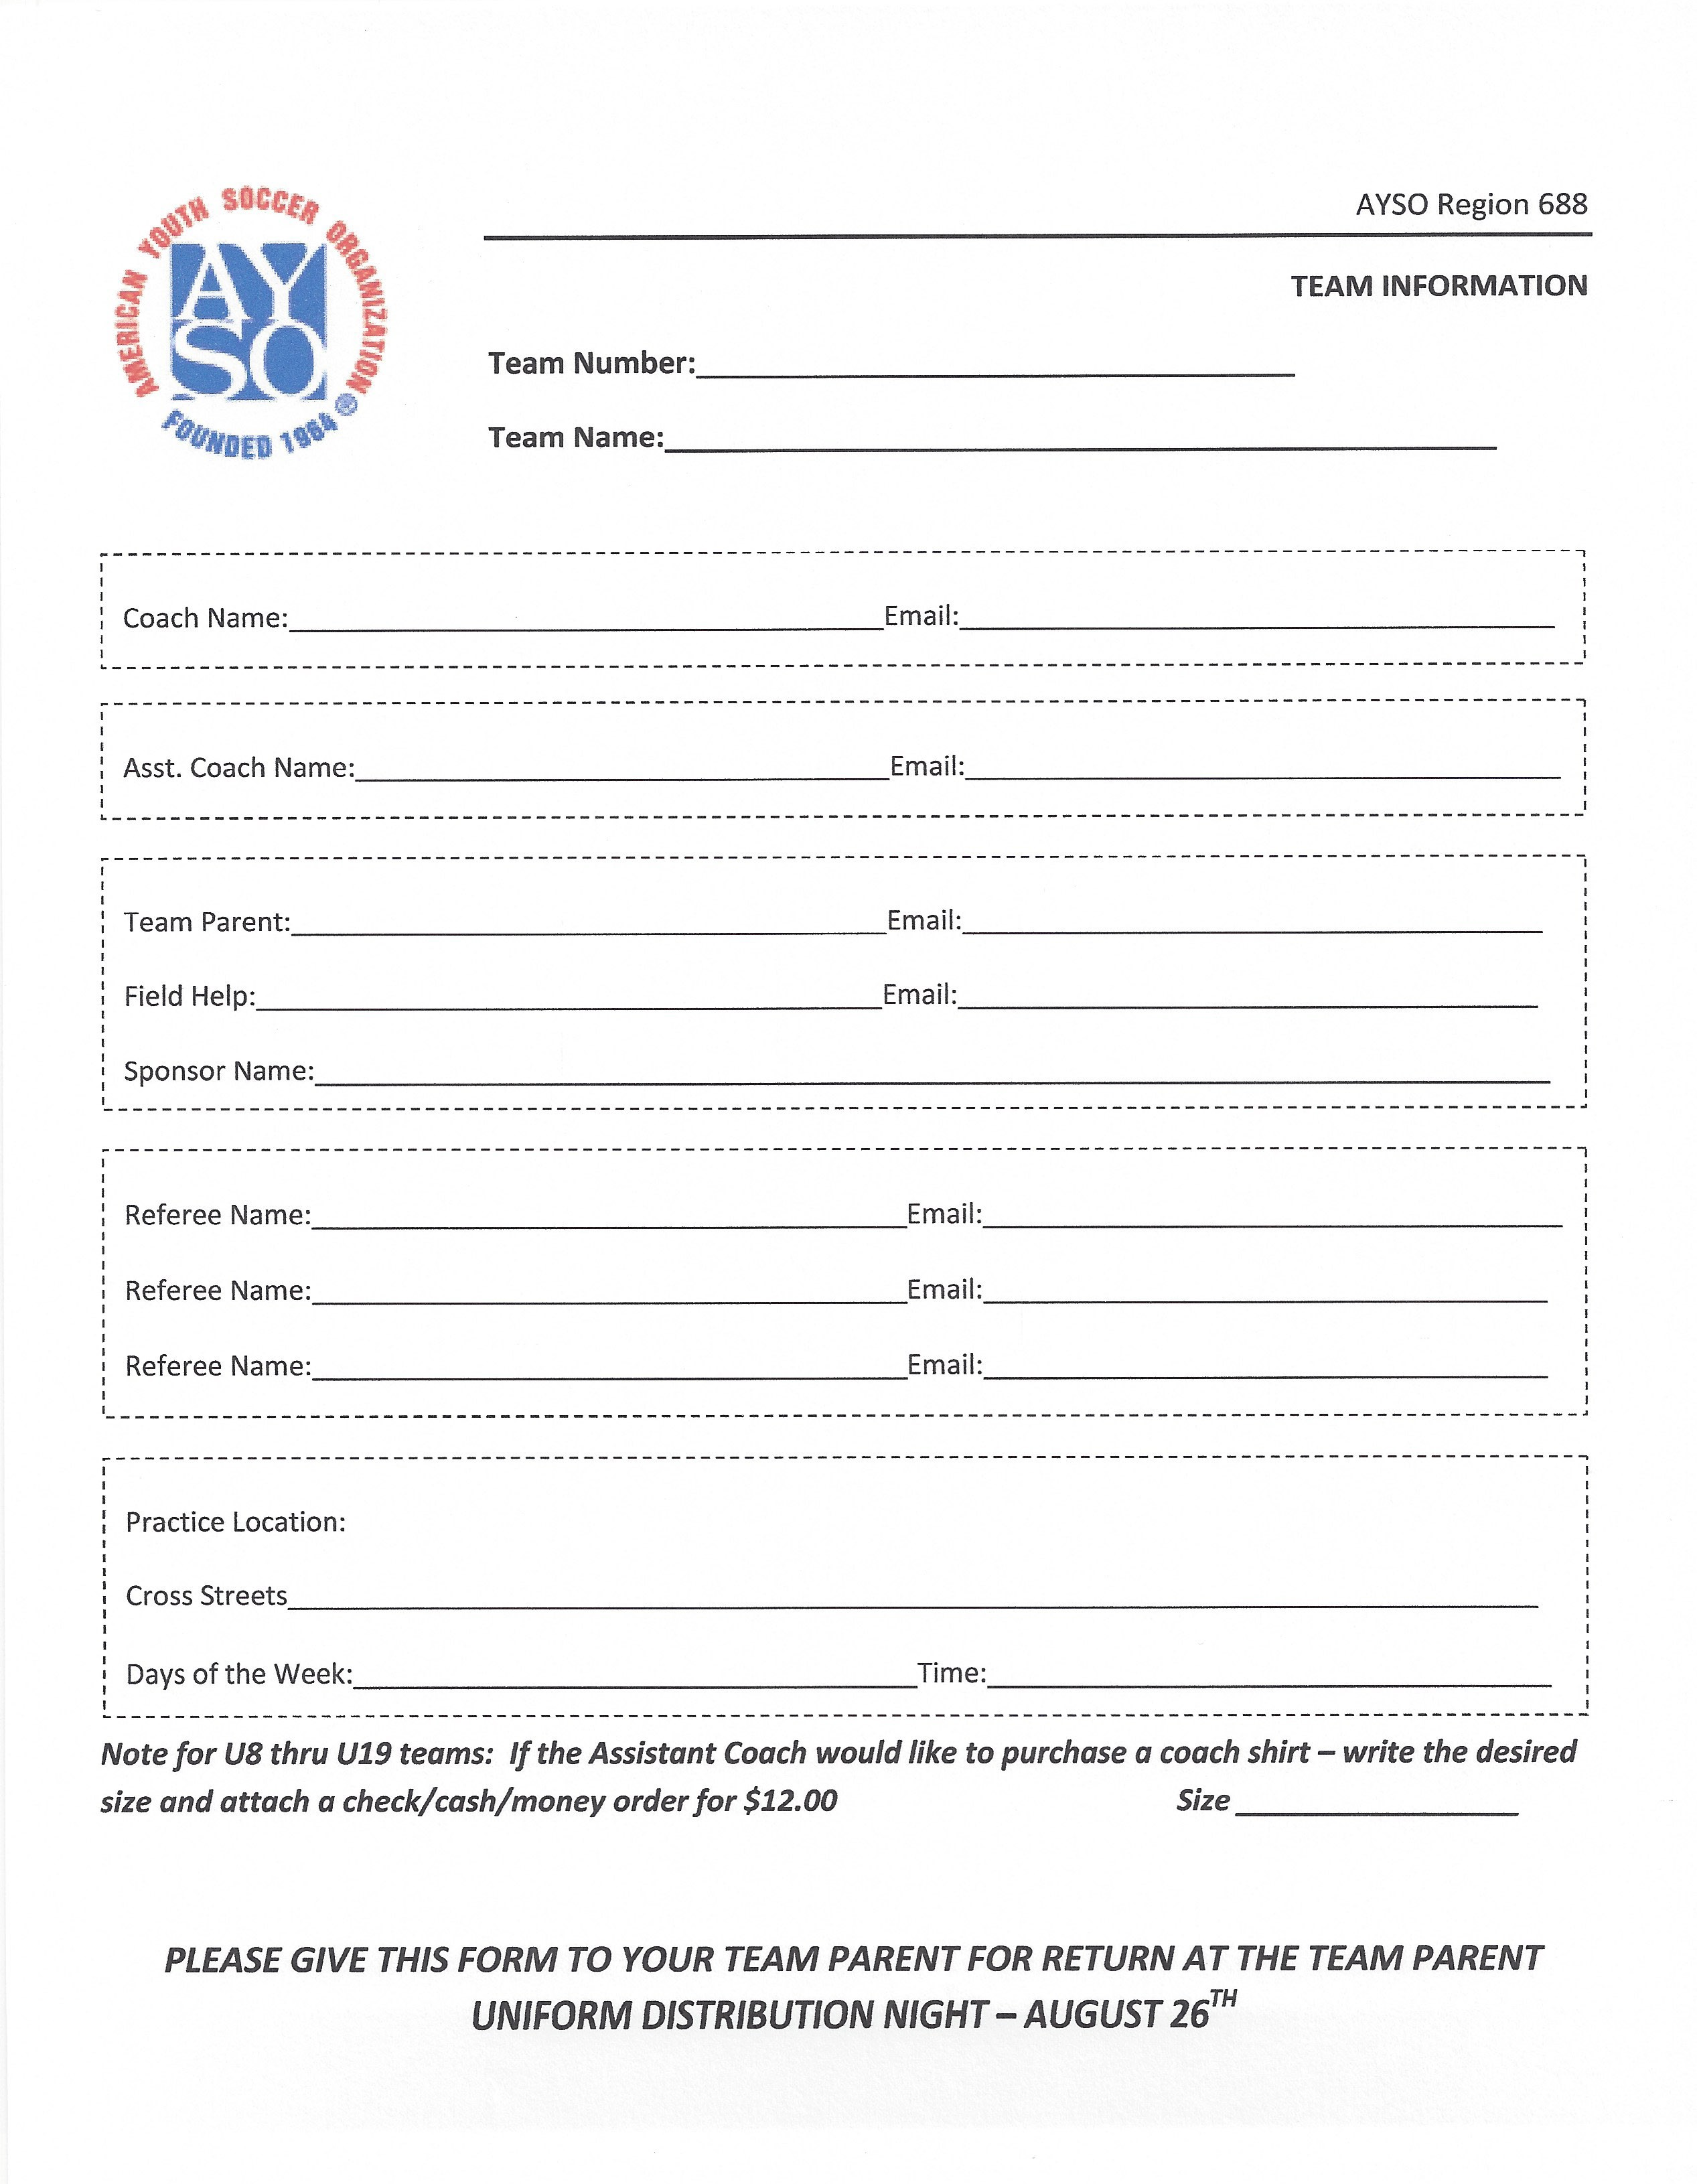 AMERICAN YOUTH SOCCER ORGANIZATION
AY
SO
®
FOUNDED 1964
AYSO Region 688
TEAM INFORMATION
Team Number:
Team Name:
Coach Name: Email:
Asst. Coach Name: Email:
Team Parent: Email:
Field Help: Email:
Sponsor Name:
Referee Name: Email:
Referee Name: Email:
Referee Name: Email:
Practice Location:
Cross Streets
Days of the Week: Time:
Note for U8 thru U19 teams:  If the Assistant Coach would like to purchase a coach shirt – write the desired
size and attach a check/cash/money order for $12.00 Size
PLEASE GIVE THIS FORM TO YOUR TEAM PARENT FOR RETURN AT THE TEAM PARENT
UNIFORM DISTRIBUTION NIGHT – AUGUST 26TH